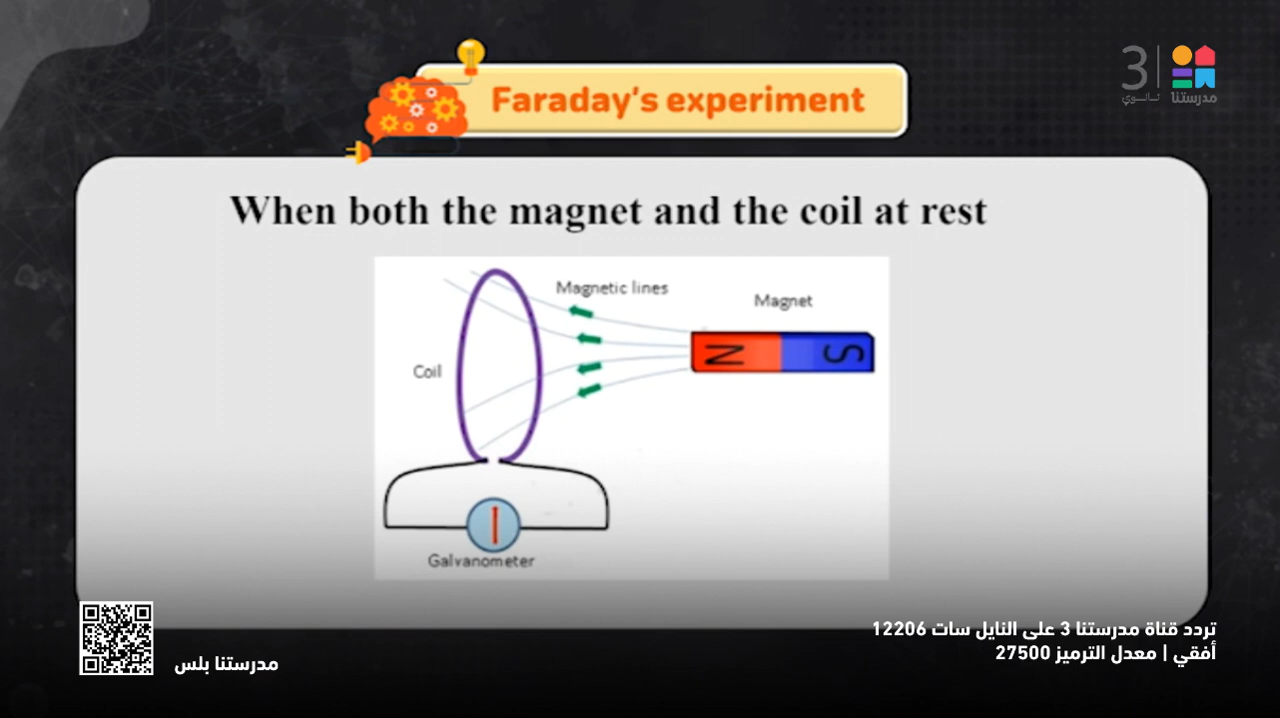 Faraday's experiment
3
ثانوي
مدرستنا
When both the magnet and the coil at rest
Magnetic lines
Magnet
N
S
Coil
Galvanometer
تردد قناة مدرستنا 3 على النايل سات 12206
أفقي | معدل الترميز 27500
مدرستنا بلس